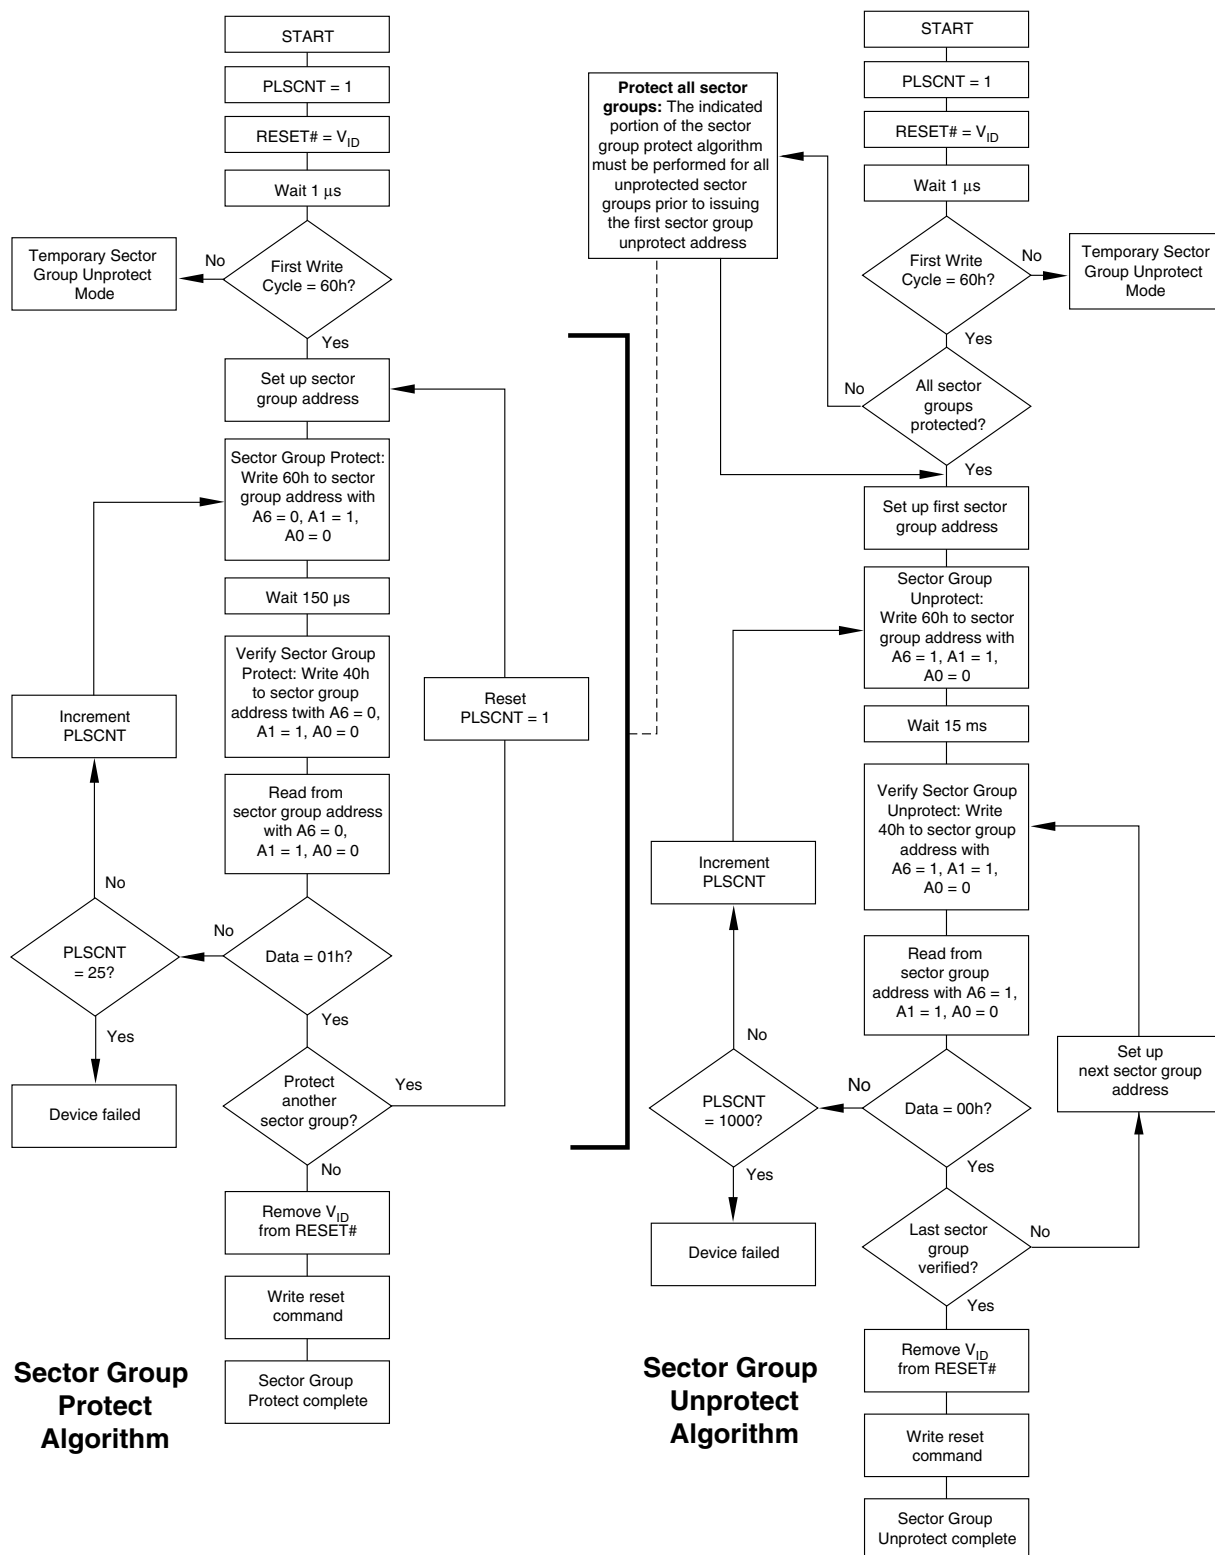 START
PLSCNT = 1
RESET# = VID
Wait 1 μs
First Write
Cycle = 60h?
No
Temporary Sector
Group Unprotect
Mode
Yes
Set up sector
group address
Sector Group Protect:
Write 60h to sector
group address with
A6 = 0, A1 = 1,
A0 = 0
Wait 150 μs
Verify Sector Group
Protect: Write 40h
to sector group
address twith A6 = 0,
A1 = 1, A0 = 0
Reset
PLSCNT = 1
Increment
PLSCNT
Read from
sector group address
with A6 = 0,
A1 = 1, A0 = 0
No
No
PLSCNT
= 25?
Data = 01h?
Yes
Yes
Device failed
Protect
another
sector group?
Yes
No
Remove VID
from RESET#
Write reset
command
Sector Group
Protect complete
Sector Group
Protect
Algorithm
Protect all sector
groups: The indicated
portion of the sector
group protect algorithm
must be performed for all
unprotected sector
groups prior to issuing
the first sector group
unprotect address
START
PLSCNT = 1
RESET# = VID
Wait 1 μs
First Write
Cycle = 60h?
No
Temporary Sector
Group Unprotect
Mode
Yes
No
All sector
groups
protected?
Yes
Set up first sector
group address
Sector Group
Unprotect:
Write 60h to sector
group address with
A6 = 1, A1 = 1,
A0 = 0
Wait 15 ms
Verify Sector Group
Unprotect: Write
40h to sector group
address with
A6 = 1, A1 = 1,
A0 = 0
Increment
PLSCNT
Read from
sector group
address with A6 = 1,
A1 = 1, A0 = 0
No
No
PLSCNT
= 1000?
Data = 00h?
Set up
next sector group
address
Yes
Yes
Device failed
Last sector
group
verified?
No
Yes
Remove VID
from RESET#
Write reset
command
Sector Group
Unprotect complete
Sector Group
Unprotect
Algorithm